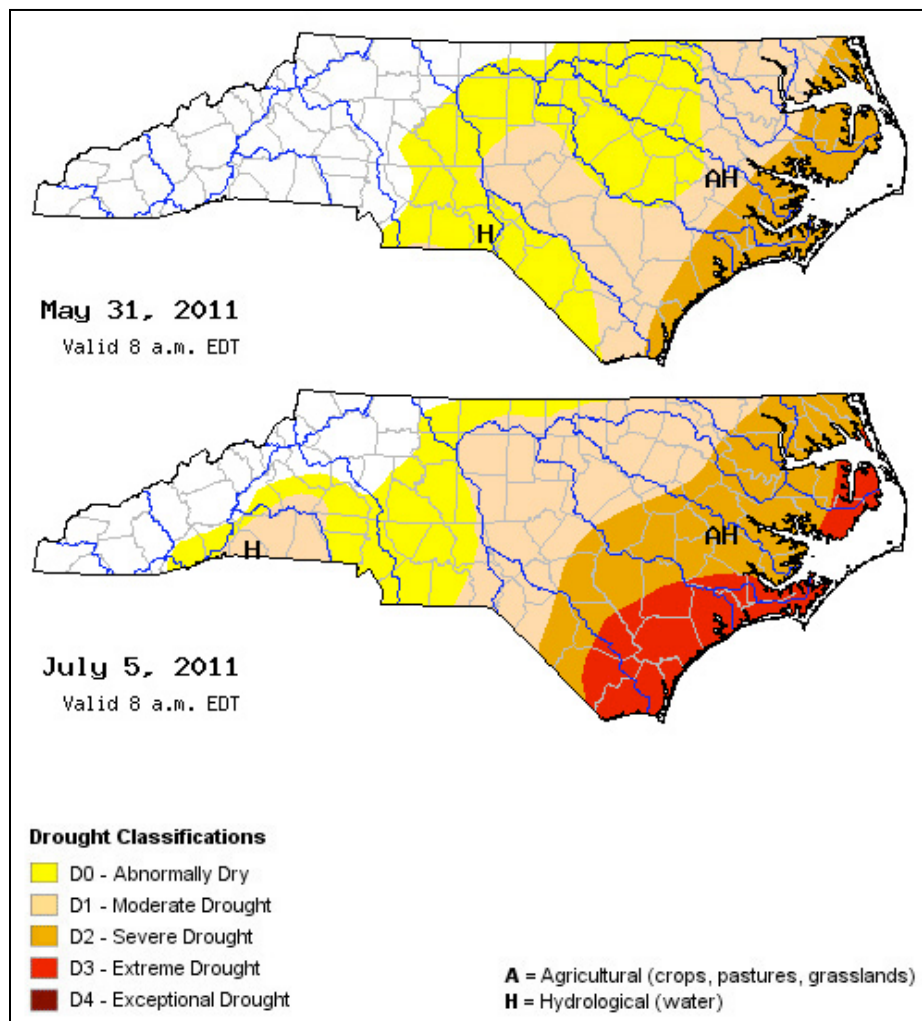 AH
H
May 31, 2011
Valid 8 a.m. EDT
AH
H
July 5, 2011
Valid 8 a.m. EDT
Drought Classifications
D0 - Abnormally Dry
D1 - Moderate Drought
D2 - Severe Drought
D3 - Extreme Drought
D4 - Exceptional Drought
A = Agricultural (crops, pastures, grasslands)
H = Hydrological (water)